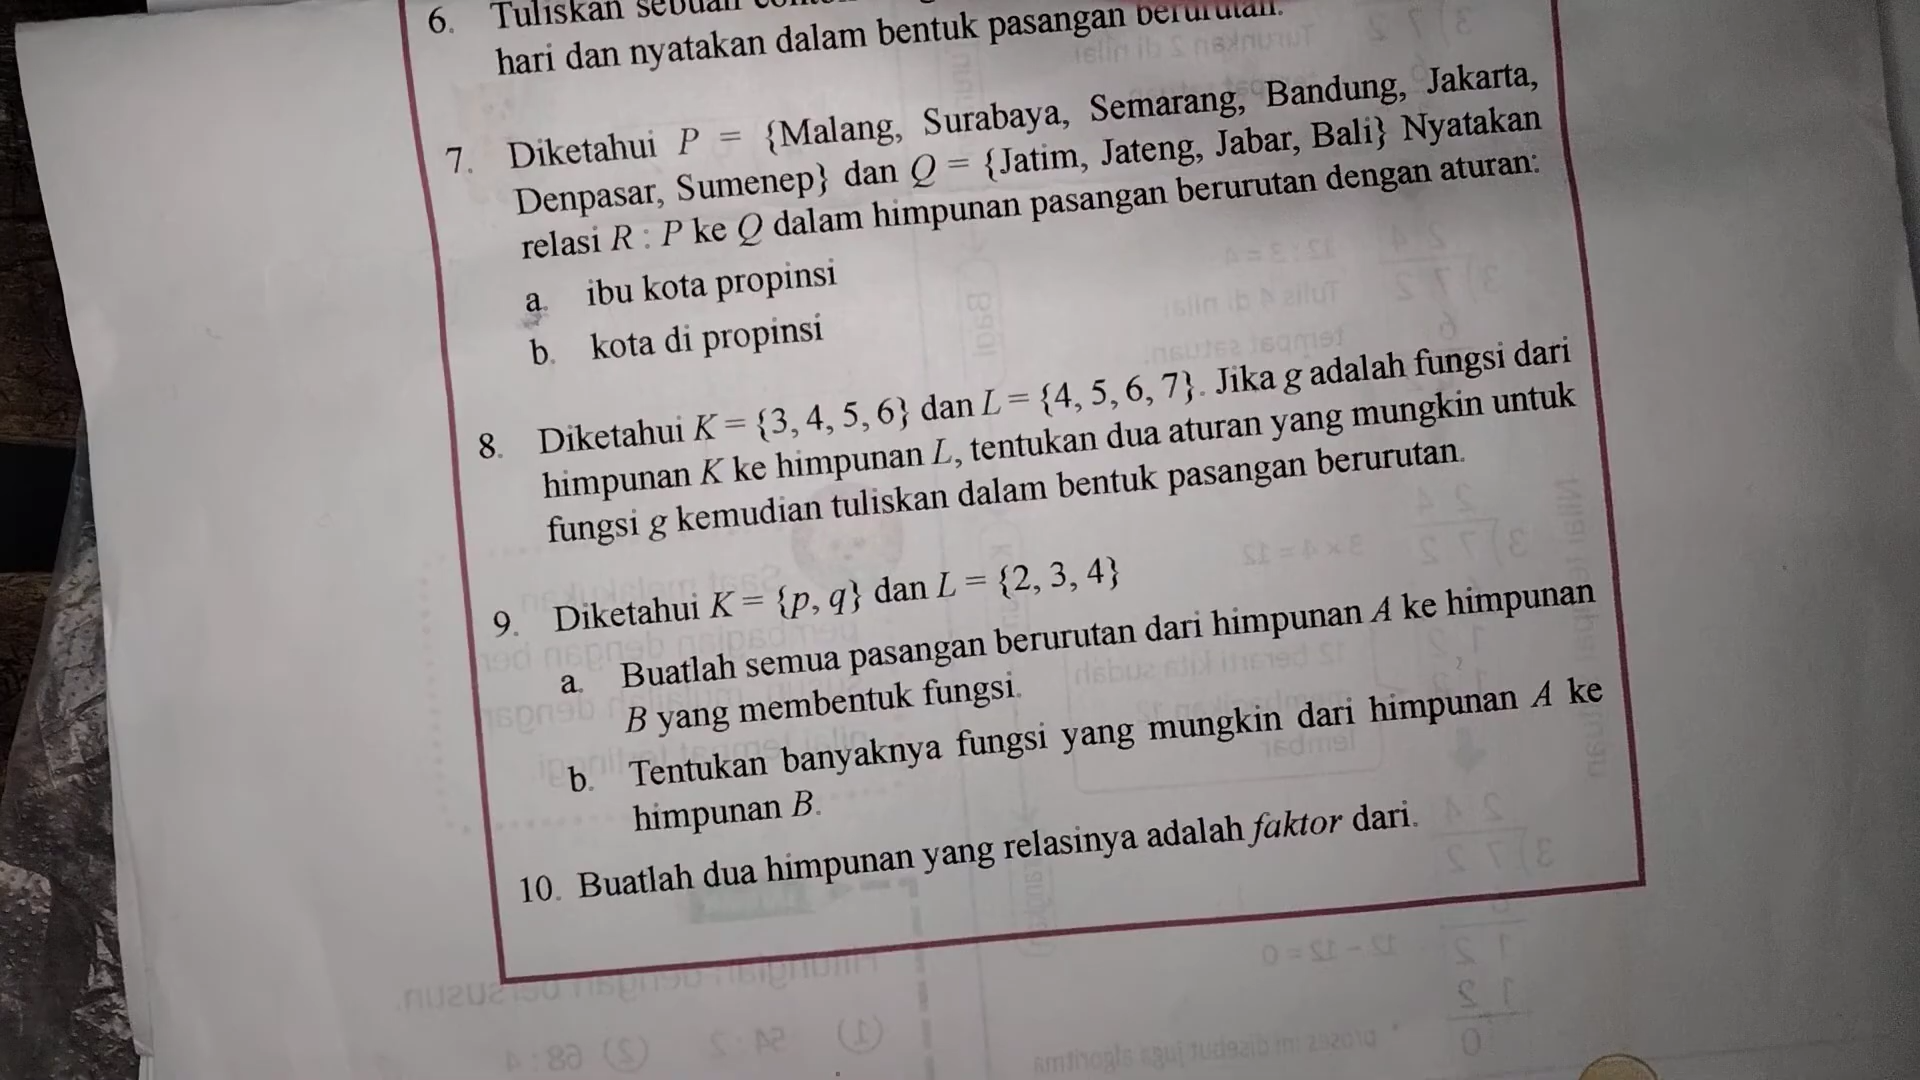 6. Tuliskan sebuah
hari dan nyatakan dalam bentuk pasangan berurutan.
7. Diketahui P = {Malang, Surabaya, Semarang, Bandung, Jakarta,
Denpasar, Sumenep} dan Q = {Jatim, Jateng, Jabar, Bali} Nyatakan
relasi R : P ke Q dalam himpunan pasangan berurutan dengan aturan:
a. ibu kota propinsi
b. kota di propinsi
8. Diketahui K = {3, 4, 5, 6} dan L = {4, 5, 6, 7}. Jika g adalah fungsi dari
himpunan K ke himpunan L, tentukan dua aturan yang mungkin untuk
fungsi g kemudian tuliskan dalam bentuk pasangan berurutan.
9. Diketahui K = {p, q} dan L = {2, 3, 4}
a. Buatlah semua pasangan berurutan dari himpunan A ke himpunan
B yang membentuk fungsi.
b. Tentukan banyaknya fungsi yang mungkin dari himpunan A ke
himpunan B.
10. Buatlah dua himpunan yang relasinya adalah faktor dari.